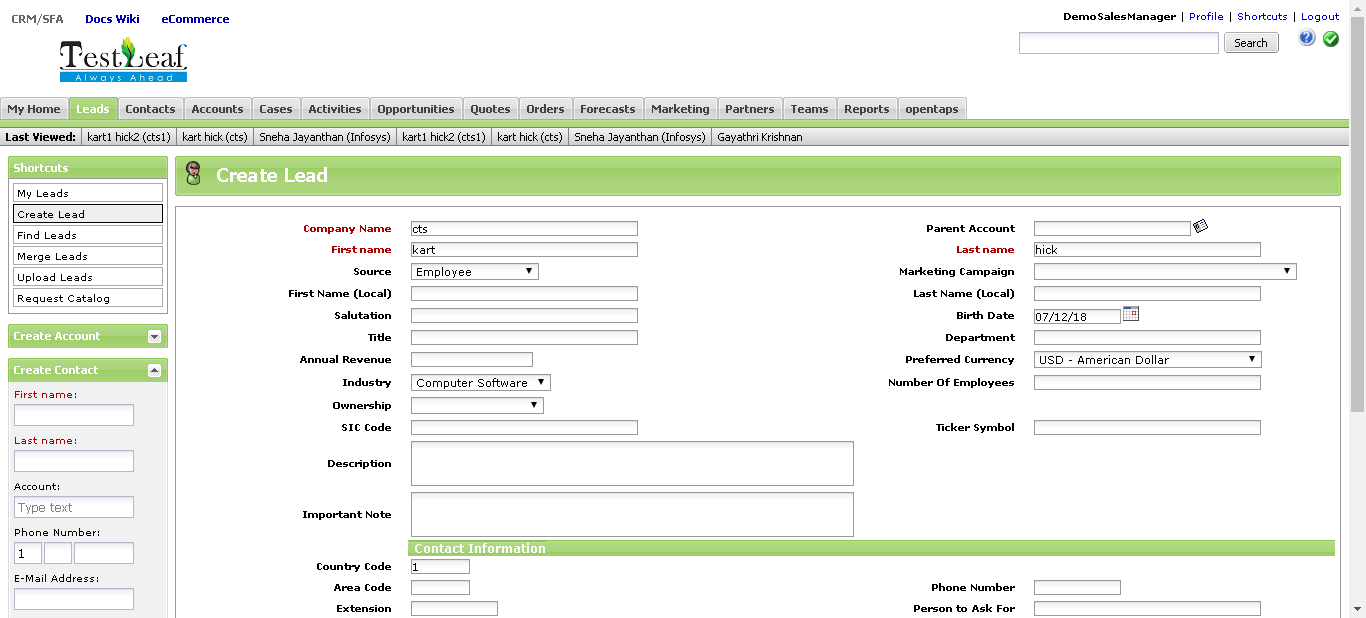 CRM/SFA Docs Wiki eCommerce
DemoSalesManager | Profile | Shortcuts | Logout
TestLeaf
Always Ahead
Search
My Home Leads Contacts Accounts Cases Activities Opportunities Quotes Orders Forecasts Marketing Partners Teams Reports opentaps
Last Viewed: kart1 hick2 (cts1) kart hick (cts) Sneha Jayanthan (Infosys) kart1 hick2 (cts1) kart hick (cts) Sneha Jayanthan (Infosys) Gayathri Krishnan
Shortcuts
My Leads
Create Lead
Find Leads
Merge Leads
Upload Leads
Request Catalog
Create Account
Create Contact
First name:
Last name:
Account:
Type text
Phone Number:
1
E-Mail Address:
Create Lead
Company Name cts Parent Account
First name kart Last name hick
Source Employee Marketing Campaign
First Name (Local) Last Name (Local)
Salutation Birth Date 07/12/18
Title Department
Annual Revenue Preferred Currency USD - American Dollar
Industry Computer Software Number Of Employees
Ownership
SIC Code Ticker Symbol
Description
Important Note
Contact Information
Country Code 1
Area Code Phone Number
Extension Person to Ask For